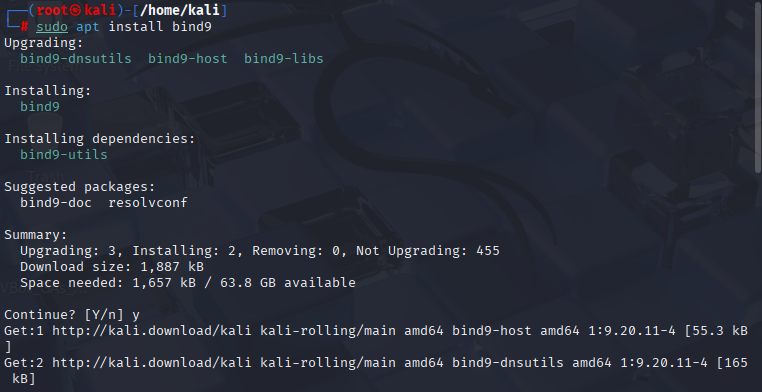 ┌──(root㉿kali)-[/home/kali]
└─# sudo apt install bind9
Upgrading:
  bind9-dnsutils  bind9-host  bind9-libs

Installing:
  bind9

Installing dependencies:
  bind9-utils

Suggested packages:
  bind9-doc  resolvconf

Summary:
  Upgrading: 3, Installing: 2, Removing: 0, Not Upgrading: 455
  Download size: 1,887 kB
  Space needed: 1,657 kB / 63.8 GB available

Continue? [Y/n] y
Get:1 http://kali.download/kali kali-rolling/main amd64 bind9-host amd64 1:9.20.11-4 [55.3 kB
]
Get:2 http://kali.download/kali kali-rolling/main amd64 bind9-dnsutils amd64 1:9.20.11-4 [165
 kB]